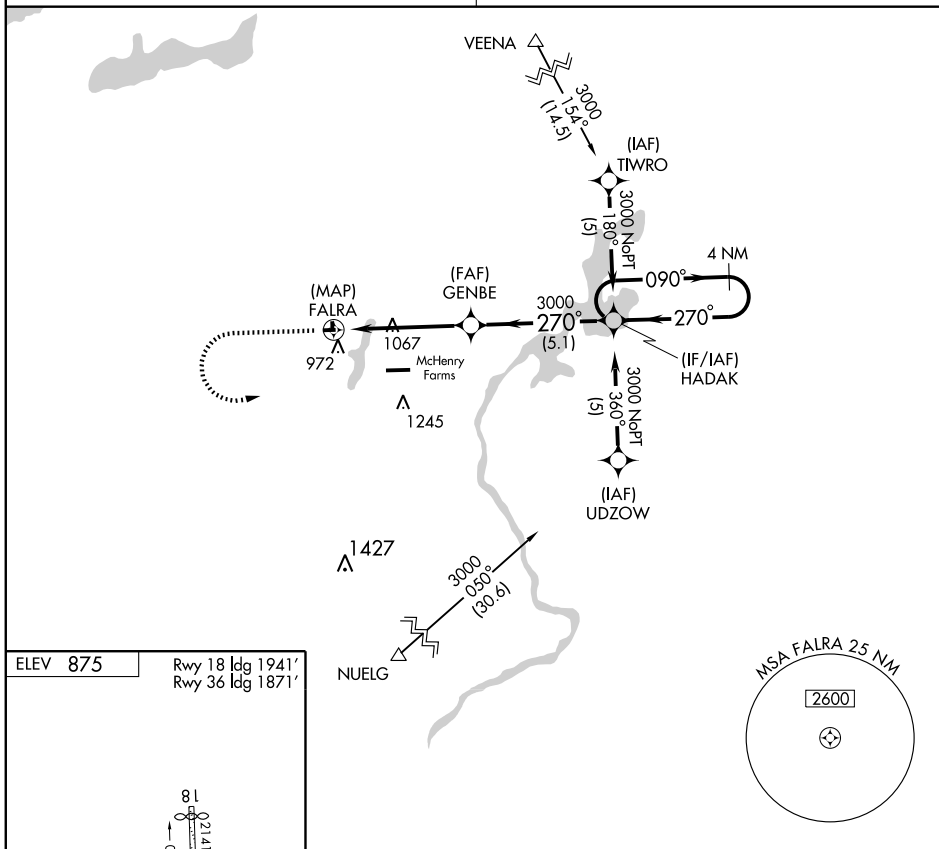 VEENA
3000
154°
(14.5)
(IAF)
TIWRO
3000 NoPT
180°
(5)
4 NM
090°
(FAF)
GENBE
(MAP)
FALRA
3000
270°
(5.1)
270°
1067
972
McHenry
Farms
(IF/IAF)
HADAK
1245
3000 NoPT
360°
(5)
(IAF)
UDZOW
1427
3000
050°
(30.6)
NUELG
MSA FALRA 25 NM
2600
ELEV 875
Rwy 18 ldg 1941'
Rwy 36 ldg 1871'
18